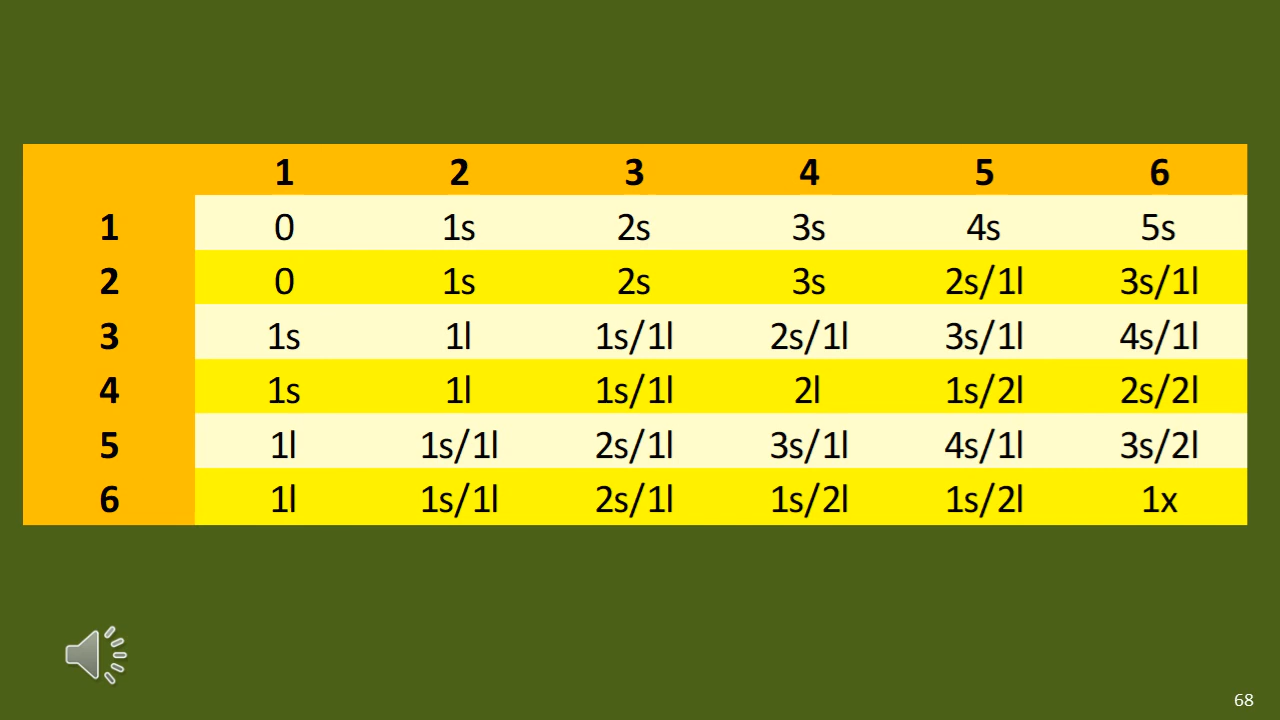 1 2 3 4 5 6
1 0 1s 2s 3s 4s 5s
2 0 1s 2s 3s 2s/1l 3s/1l
3 1s 1l 1s/1l 2s/1l 3s/1l 4s/1l
4 1s 1l 1s/1l 2l 1s/2l 2s/2l
5 1l 1s/1l 2s/1l 3s/1l 4s/1l 3s/2l
6 1l 1s/1l 2s/1l 1s/2l 1s/2l 1x
68